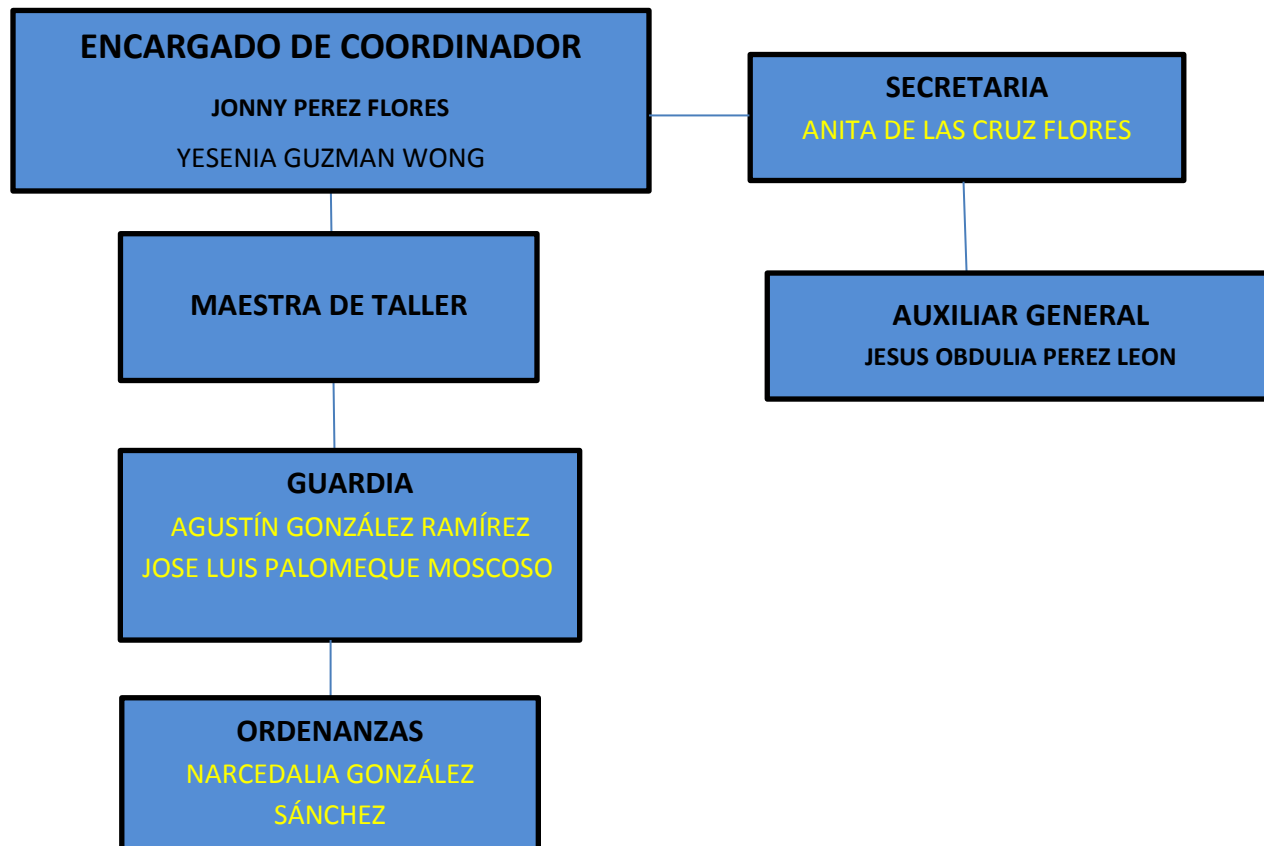 ENCARGADO DE COORDINADOR
JONNY PEREZ FLORES
YESENIA GUZMAN WONG
SECRETARIA
ANITA DE LAS CRUZ FLORES
MAESTRA DE TALLER
AUXILIAR GENERAL
JESUS OBDULIA PEREZ LEON
GUARDIA
AGUSTÍN GONZÁLEZ RAMÍREZ
JOSE LUIS PALOMEQUE MOSCOSO
ORDENANZAS
NARCEDALIA GONZÁLEZ
SÁNCHEZ